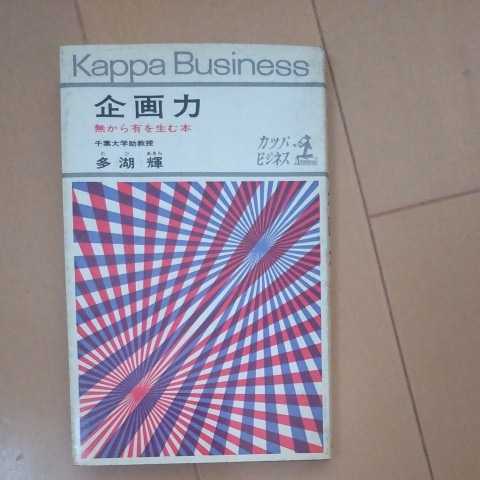 Kappa Business
企画力
無から有を生む本
千葉大学助教授
多湖 輝
カッパ・
ビジネス